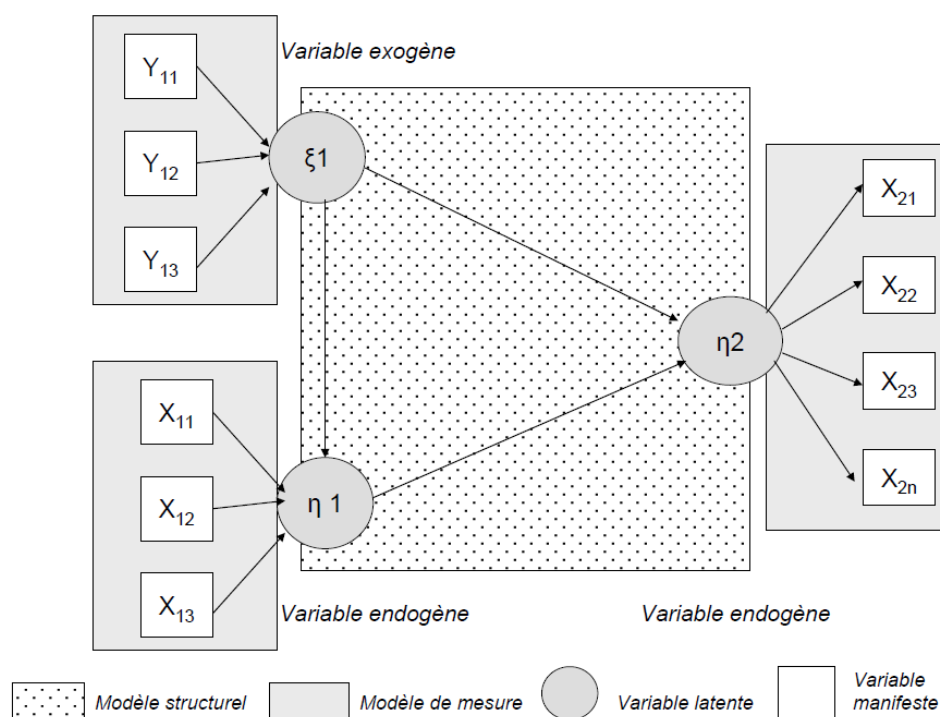 Variable exogène
Y11
Y12
Y13
ξ1
X21
X22
X23
X2n
η2
X11
X12
X13
η 1
Variable endogène
Variable endogène
Modèle structurel
Modèle de mesure
Variable latente
Variable
manifeste